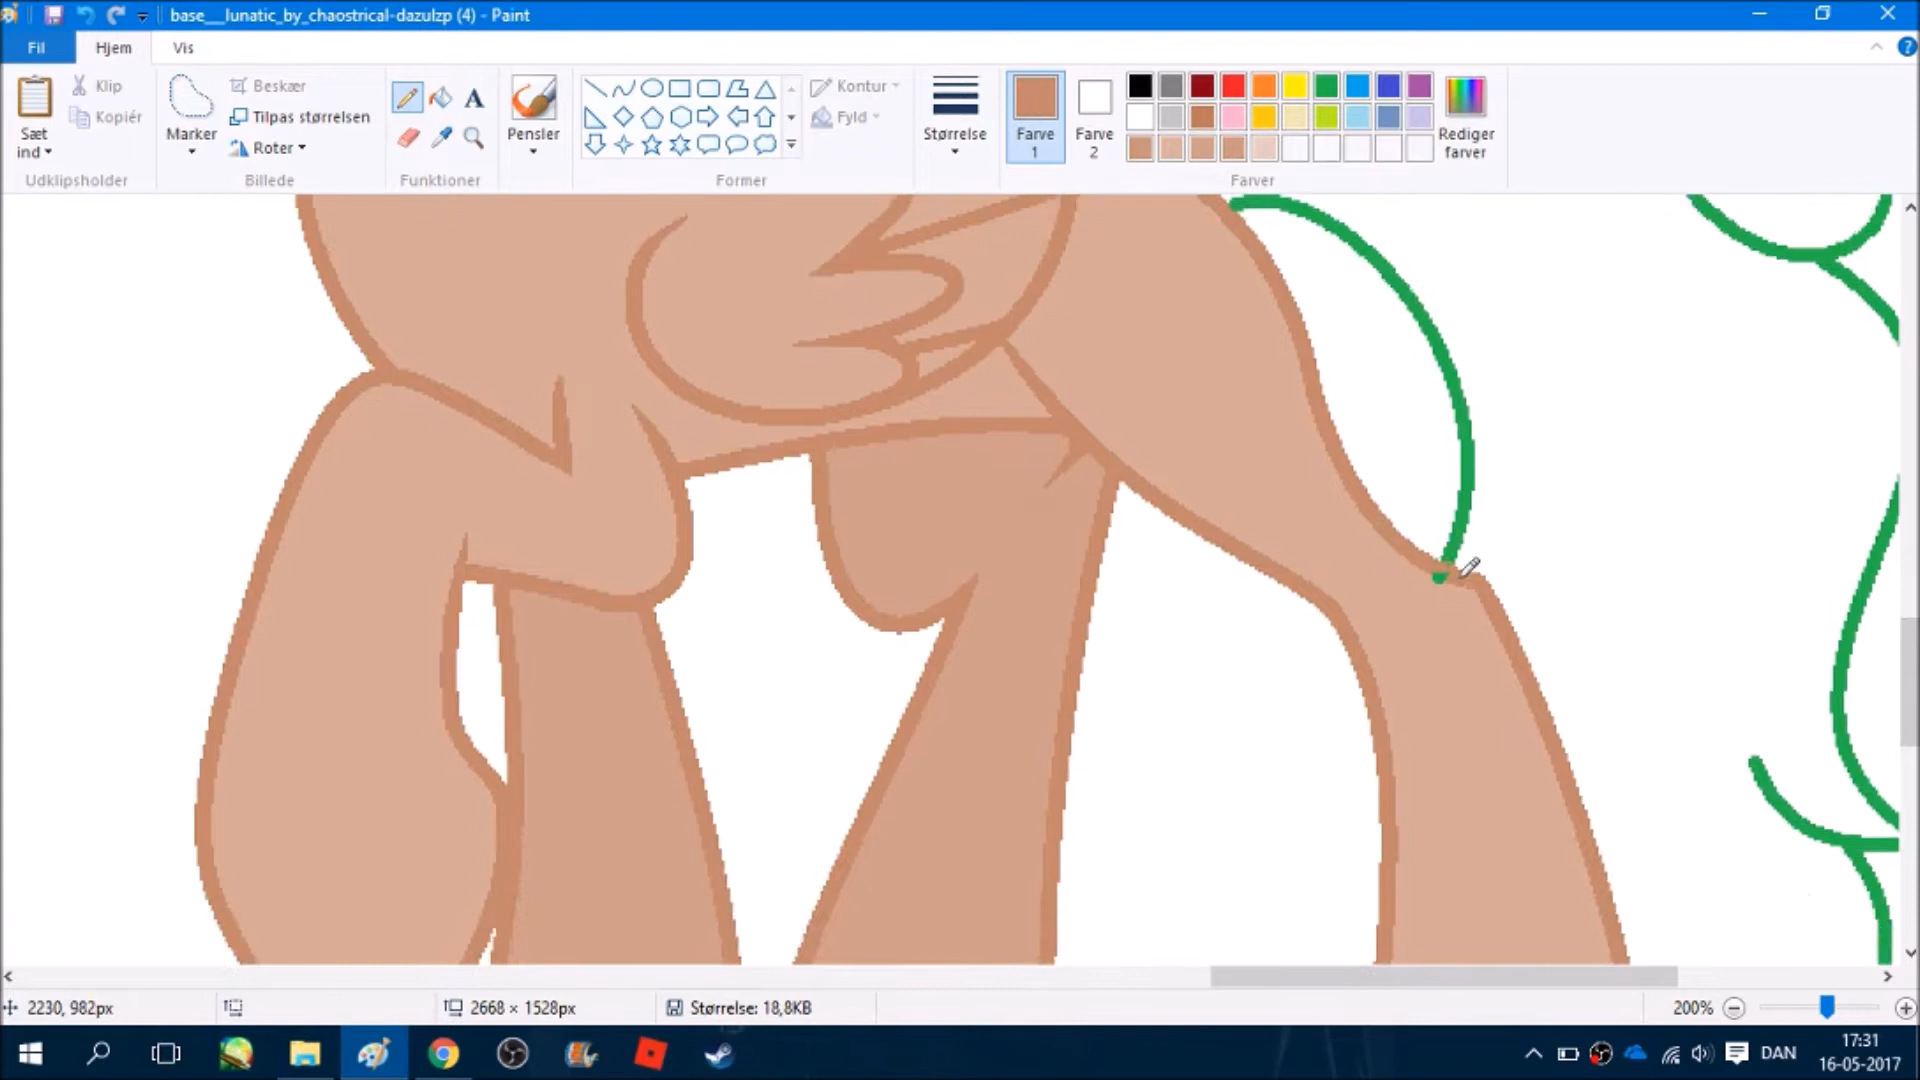 base__lunatic_by_chaostrical-dazulzp (4) - Paint
Fil Hjem Vis
Sæt ind
Klip
Kopiér
Udklipsholder
Marker
Beskær
Tilpas størrelsen
Roter
Billede
A
Funktioner
Pensler
Former
Kontur
Fyld
Størrelse
Farve 1
Farve 2
Farver
Rediger farver
2230, 982px
2668 × 1528px
Størrelse: 18,8KB
200%
DAN
17:31
16-05-2017